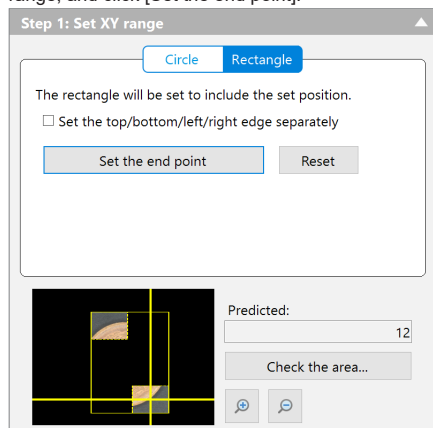 range, and click [Set the end point].
Step 1: Set XY range
Circle Rectangle
The rectangle will be set to include the set position.
Set the top/bottom/left/right edge separately
Set the end point Reset
Predicted:
12
Check the area...